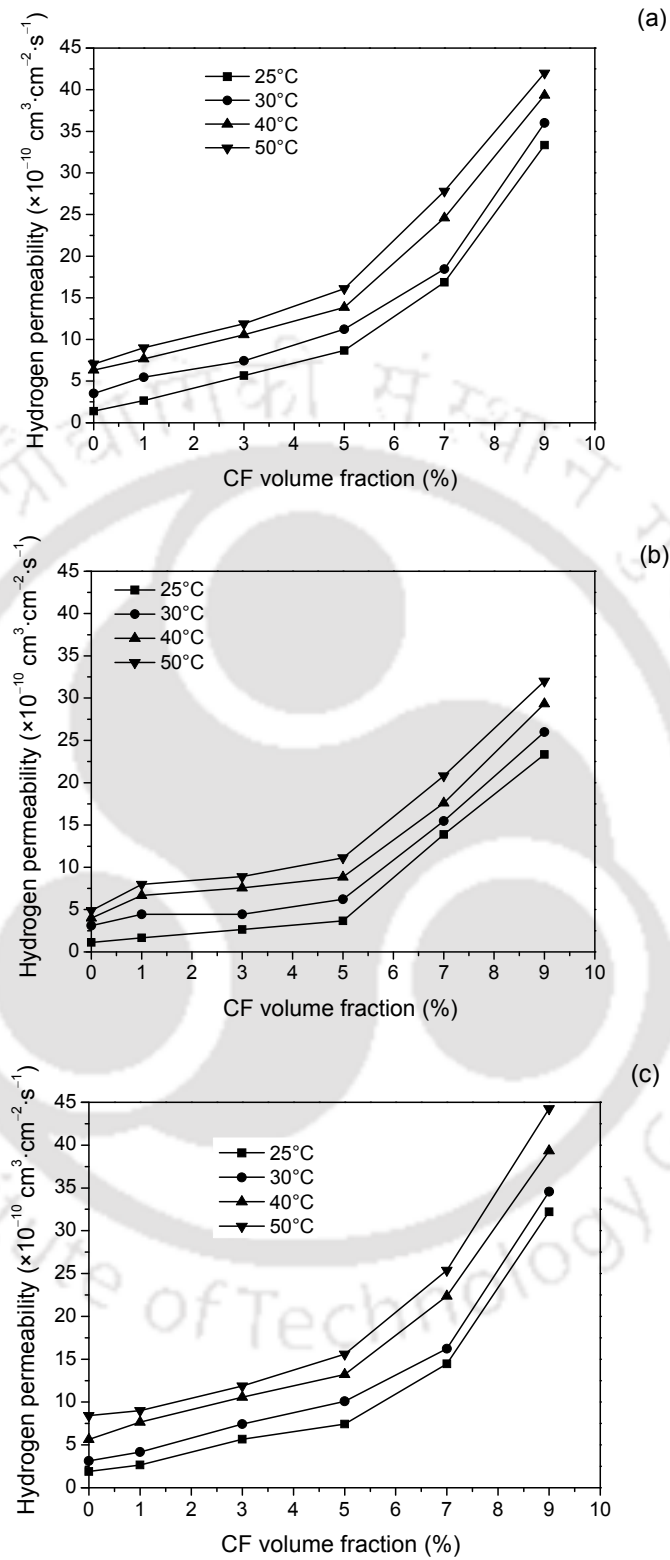 (a)
45
40
35
30
25
20
15
10
5
0
Hydrogen permeability (×10⁻¹⁰ cm³·cm⁻²·s⁻¹)
25°C
30°C
40°C
50°C
0 1 2 3 4 5 6 7 8 9 10
CF volume fraction (%)
(b)
45
40
35
30
25
20
15
10
5
0
Hydrogen permeability (×10⁻¹⁰ cm³·cm⁻²·s⁻¹)
25°C
30°C
40°C
50°C
0 1 2 3 4 5 6 7 8 9 10
CF volume fraction (%)
(c)
45
40
35
30
25
20
15
10
5
0
Hydrogen permeability (×10⁻¹⁰ cm³·cm⁻²·s⁻¹)
25°C
30°C
40°C
50°C
0 1 2 3 4 5 6 7 8 9 10
CF volume fraction (%)
of Technology